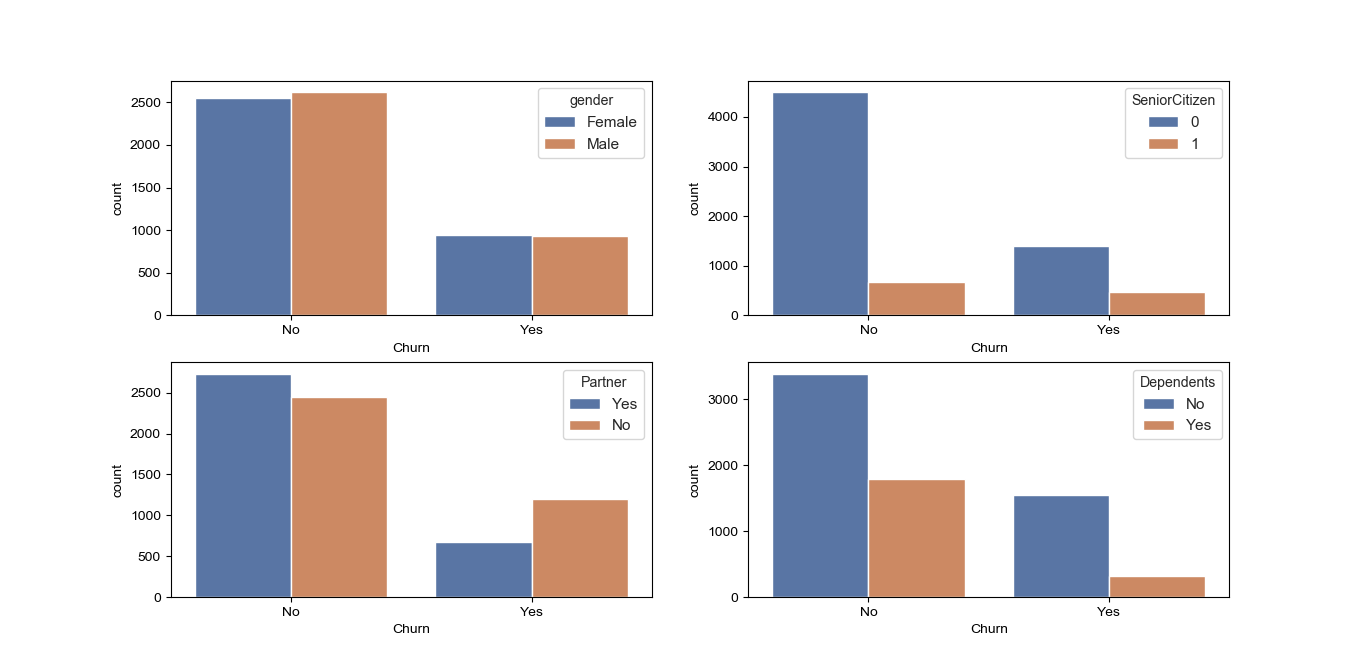 gender
Female
Male
2500
2000
1500
1000
500
0
count
No Yes
Churn
SeniorCitizen
0
1
4000
3000
2000
1000
0
count
No Yes
Churn
Partner
Yes
No
2500
2000
1500
1000
500
0
count
No Yes
Churn
Dependents
No
Yes
3000
2000
1000
0
count
No Yes
Churn